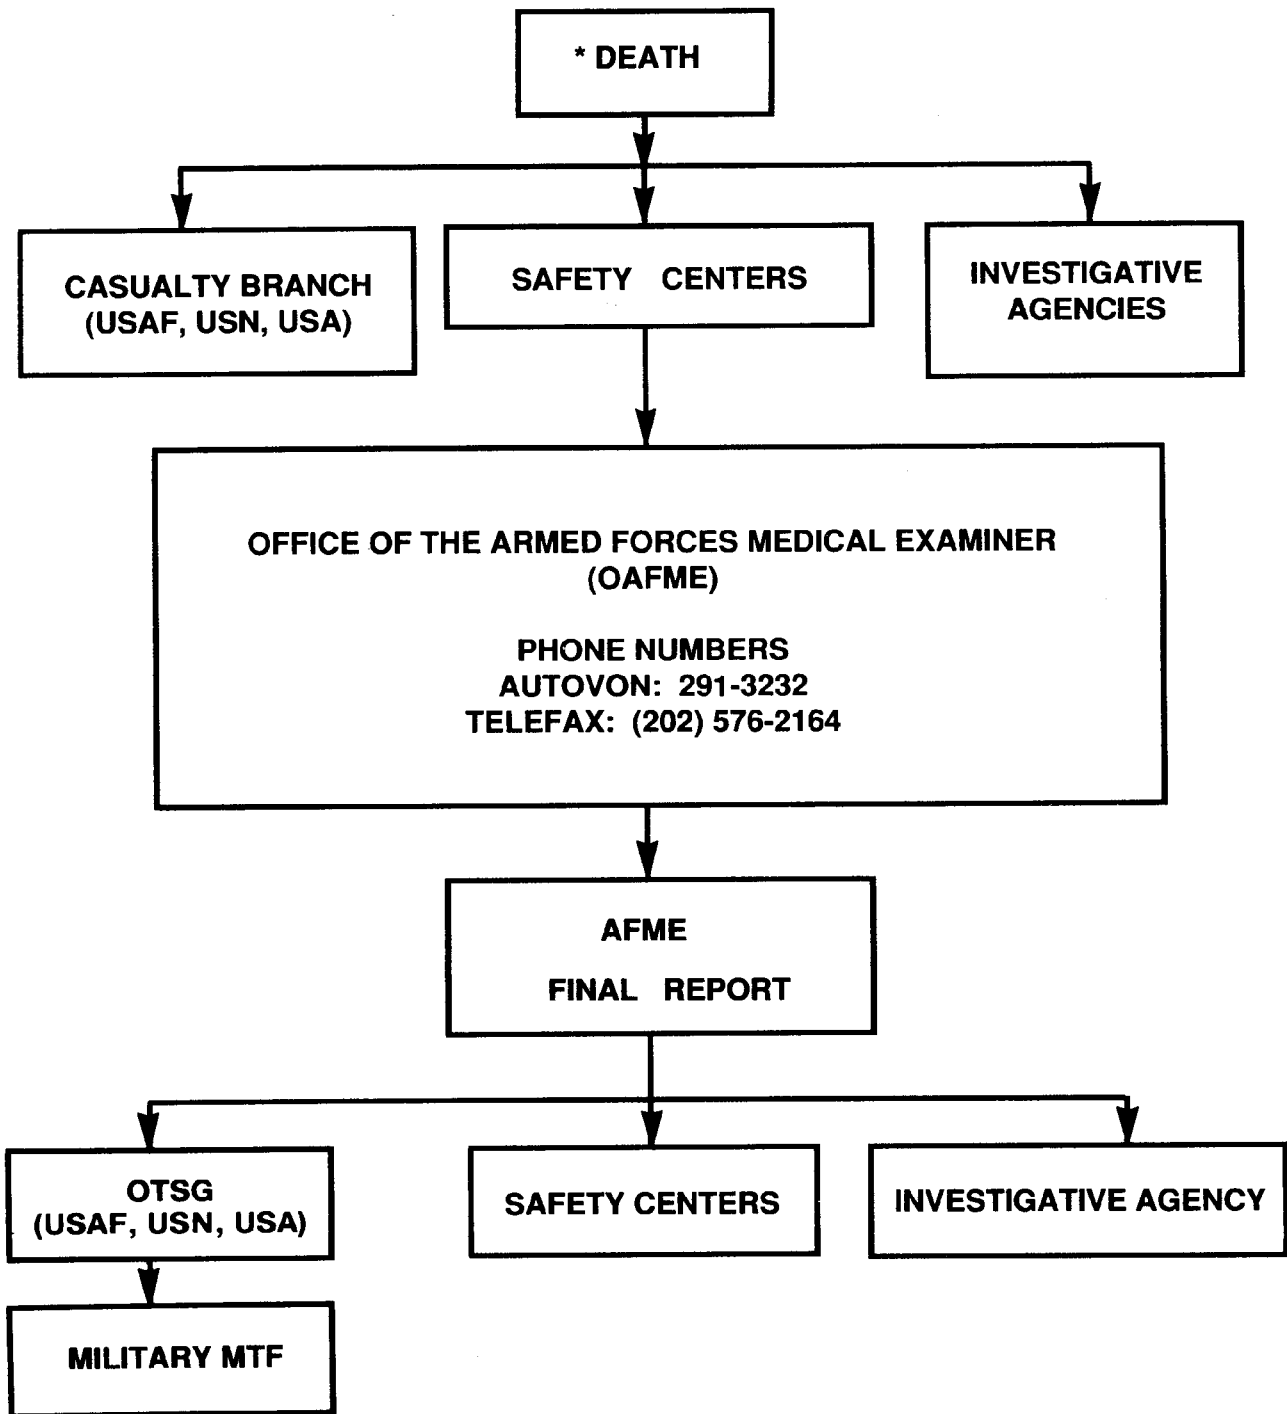 * DEATH
CASUALTY BRANCH
(USAF, USN, USA)
SAFETY CENTERS
INVESTIGATIVE
AGENCIES
OFFICE OF THE ARMED FORCES MEDICAL EXAMINER
(OAFME)
PHONE NUMBERS
AUTOVON: 291-3232
TELEFAX: (202) 576-2164
AFME
FINAL REPORT
OTSG
(USAF, USN, USA)
SAFETY CENTERS
INVESTIGATIVE AGENCY
MILITARY MTF